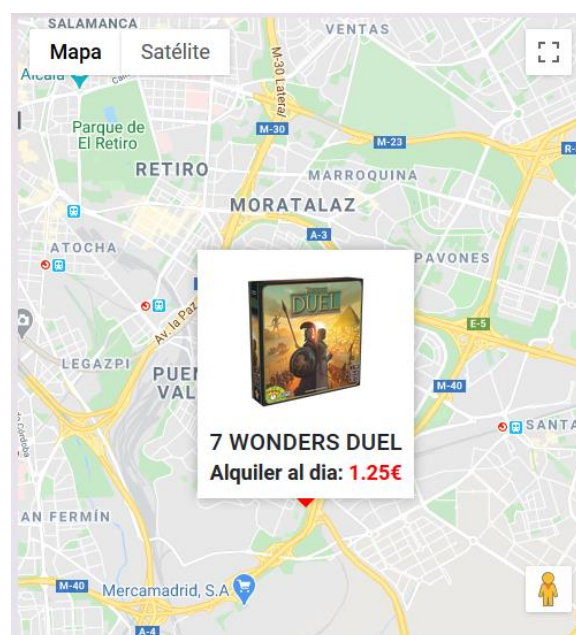 SALAMANCA
VENTAS
Mapa
Satélite
Alcalá
M-30 Lateral
Parque de
El Retiro
M-30
M-23
R-
RETIRO
MARROQUINA
MORATALAZ
A-3
ATOCHA
PAVONES
Av. la Paz
DUEL
E-5
LEGAZPI
PUEN
VAL
M-40
Córdoba
SANTA
7 WONDERS DUEL
Alquiler al dia: 1.25€
AN FERMÍN
M-40
Mercamadrid, S.A
A-4